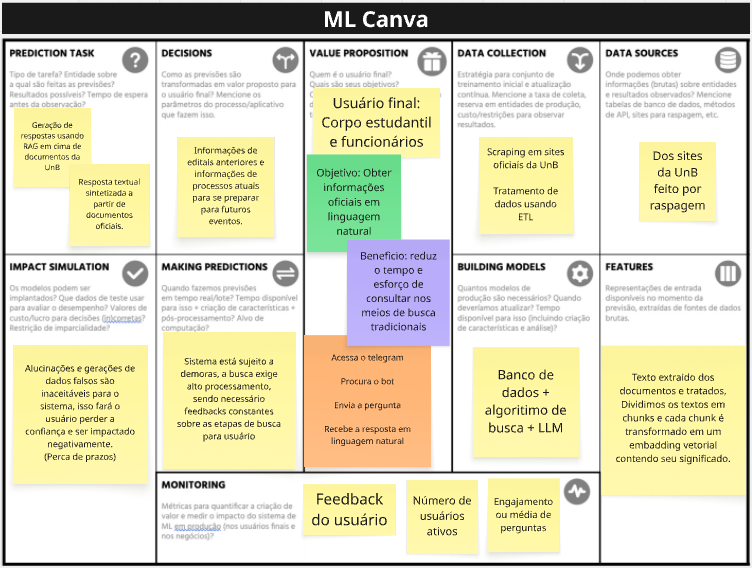 ML Canva
PREDICTION TASK
Tipo de tarefa? Entidade sobre
a qual são feitas as previsões?
Resultados possíveis? Tempo de espera
antes da observação?
Geração de
respostas usando
RAG em cima de
documentos da
UnB
Resposta textual
sintetizada a
partir de
documentos
oficiais.
DECISIONS
Como as previsões são
transformadas em valor proposto para
o usuário final? Mencione os
parâmetros do processo/aplicativo
que fazem isso.
Informações de
editais anteriores e
informações de
processos atuais
para se preparar
para futuros
eventos.
VALUE PROPOSITION
Quem é o usuário final?
Quais são seus objetivos?
Usuário final:
Corpo estudantil
e funcionários
Objetivo: Obter
informações
oficiais em
linguagem
natural
Beneficio: reduz
o tempo e
esforço de
consultar nos
meios de busca
tradicionais
Acessa o telegram
Procura o bot
Envia a pergunta
Recebe a resposta em
linguagem natural
DATA COLLECTION
Estratégia para conjunto de
treinamento inicial e atualização
contínua. Mencione a taxa de coleta,
reserva em entidades de produção,
custo/restrições para observar
resultados.
Scraping em sites
oficiais da UnB
Tratamento de
dados usando
ETL
DATA SOURCES
Onde podemos obter
informações (brutas) sobre entidades
e resultados observados? Mencione
tabelas de banco de dados, métodos
de API, sites para raspagem, etc.
Dos sites
da UnB
feito por
raspagem
IMPACT SIMULATION
Os modelos podem ser
implantados? Que dados de teste usar
para avaliar o desempenho? Valores de
custo/lucro para decisões (in)corretas?
Restrição de imparcialidade?
Alucinações e gerações de
dados falsos são
inaceitáveis para o
sistema, isso fará o
usuário perder a
confiança e ser impactado
negativamente.
(Perca de prazos)
MAKING PREDICTIONS
Quando fazemos previsões
em tempo real/lote? Tempo disponível
para isso + criação de características +
pós-processamento? Alvo de
computação?
Sistema está sujeito a
demoras, a busca exige
alto processamento,
sendo necessário
feedbacks constantes
sobre as etapas de busca
para usuário
BUILDING MODELS
Quantos modelos de
produção são necessários? Quando
deveríamos atualizar? Tempo
disponível para isso (incluindo criação
de características e análise)?
Banco de
dados +
algoritimo de
busca + LLM
FEATURES
Representações de entrada
disponíveis no momento da
previsão, extraídas de fontes de dados
brutas.
Texto extraído dos
documentos e tratados,
Dividimos os textos em
chunks e cada chunk é
transformado em um
embedding vetorial
contendo seu significado.
MONITORING
Métricas para quantificar a criação de
valor e medir o impacto do sistema de
ML em produção (nos usuários finais e
nos negócios)?
Feedback
do usuário
Número de
usuários
ativos
Engajamento
ou média de
perguntas